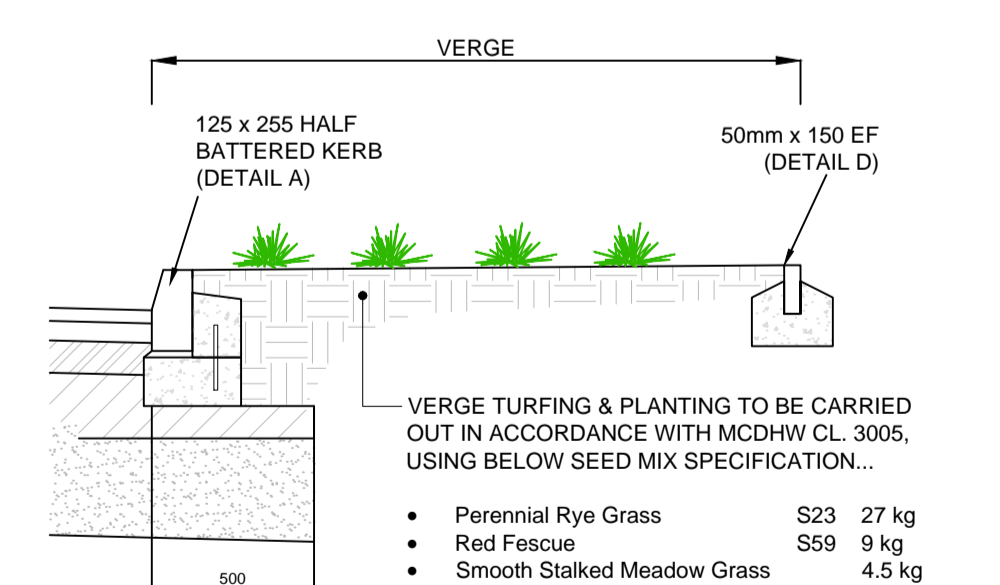 VERGE
125 x 255 HALF
BATTERED KERB
(DETAIL A)
50mm x 150 EF
(DETAIL D)
VERGE TURFING & PLANTING TO BE CARRIED
OUT IN ACCORDANCE WITH MCDHW CL. 3005,
USING BELOW SEED MIX SPECIFICATION...
• Perennial Rye Grass S23 27 kg
• Red Fescue S59 9 kg
• Smooth Stalked Meadow Grass 4.5 kg
500